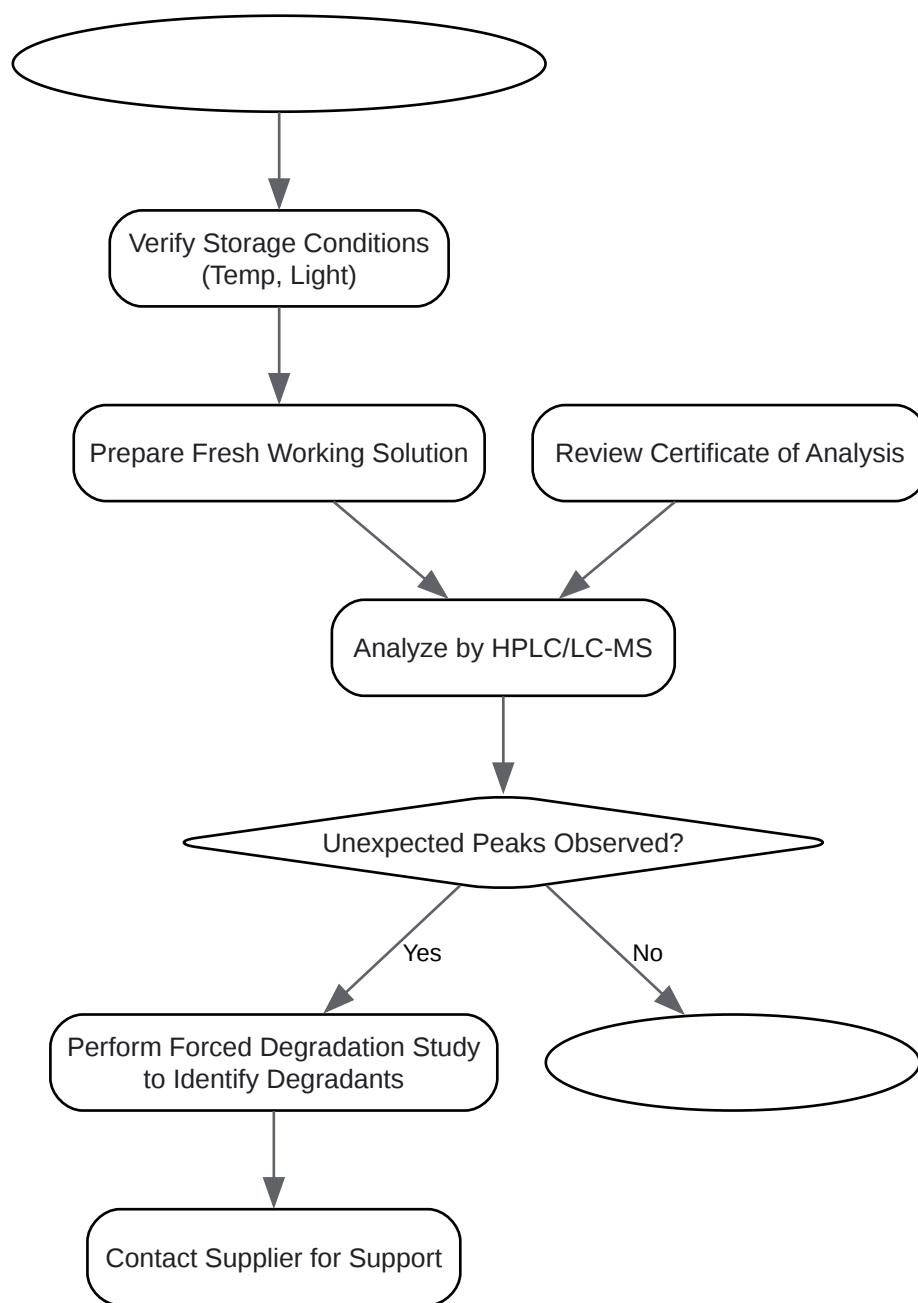 Verify Storage Conditions
(Temp, Light)
Prepare Fresh Working Solution
Review Certificate of Analysis
Analyze by HPLC/LC-MS
Unexpected Peaks Observed?
Yes
No
Perform Forced Degradation Study
to Identify Degradants
Contact Supplier for Support